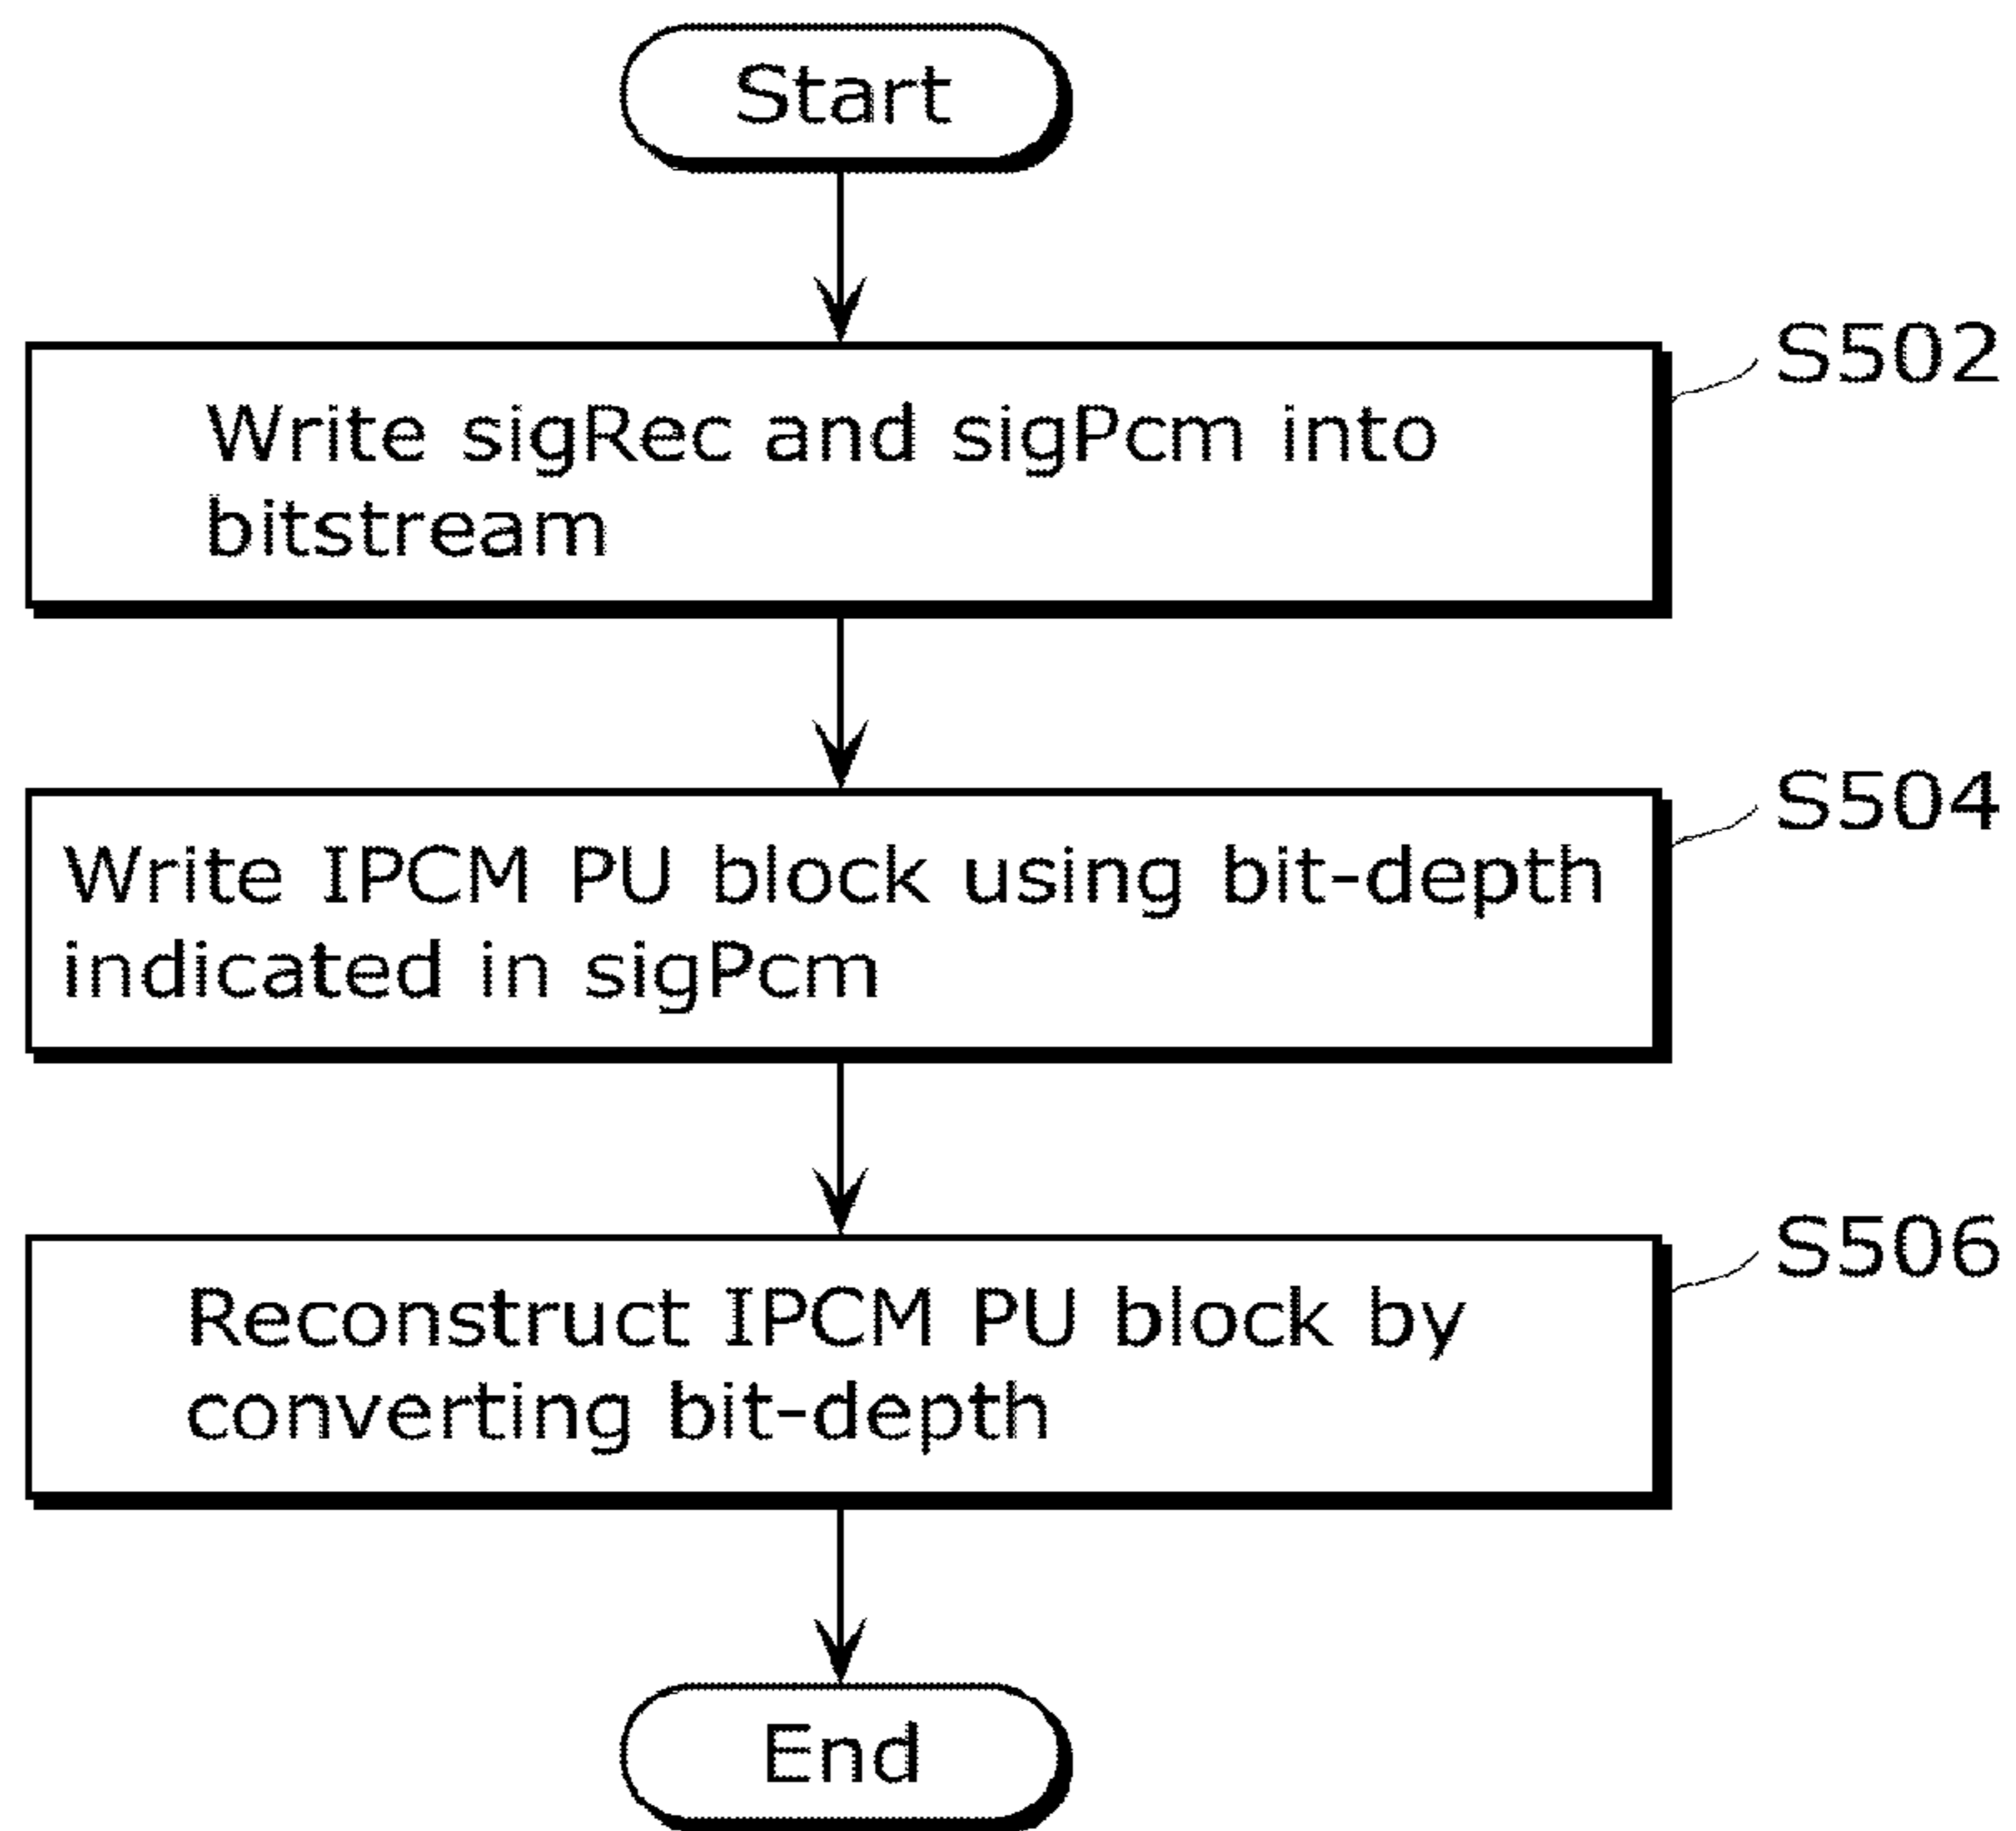 Start
S502
Write sigRec and sigPcm into
bitstream
S504
Write IPCM PU block using bit-depth
indicated in sigPcm
S506
Reconstruct IPCM PU block by
converting bit-depth
End